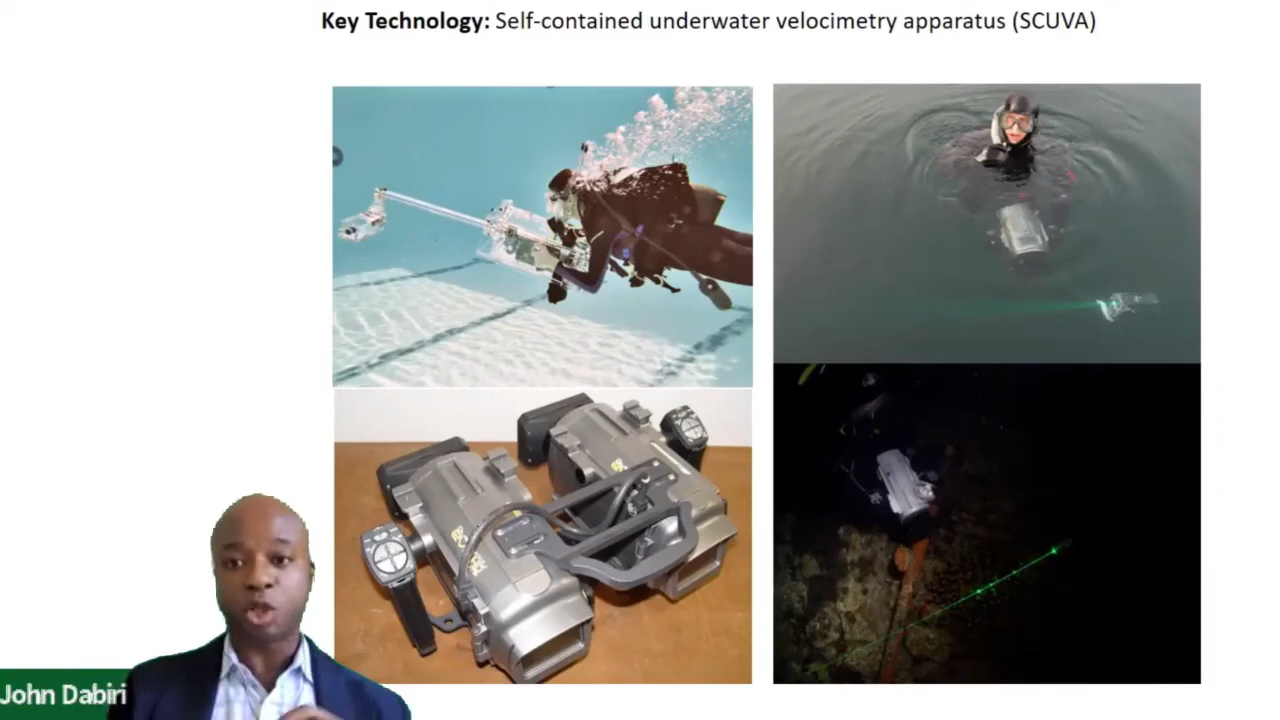 Key Technology: Self-contained underwater velocimetry apparatus (SCUVA)
John Dabiri